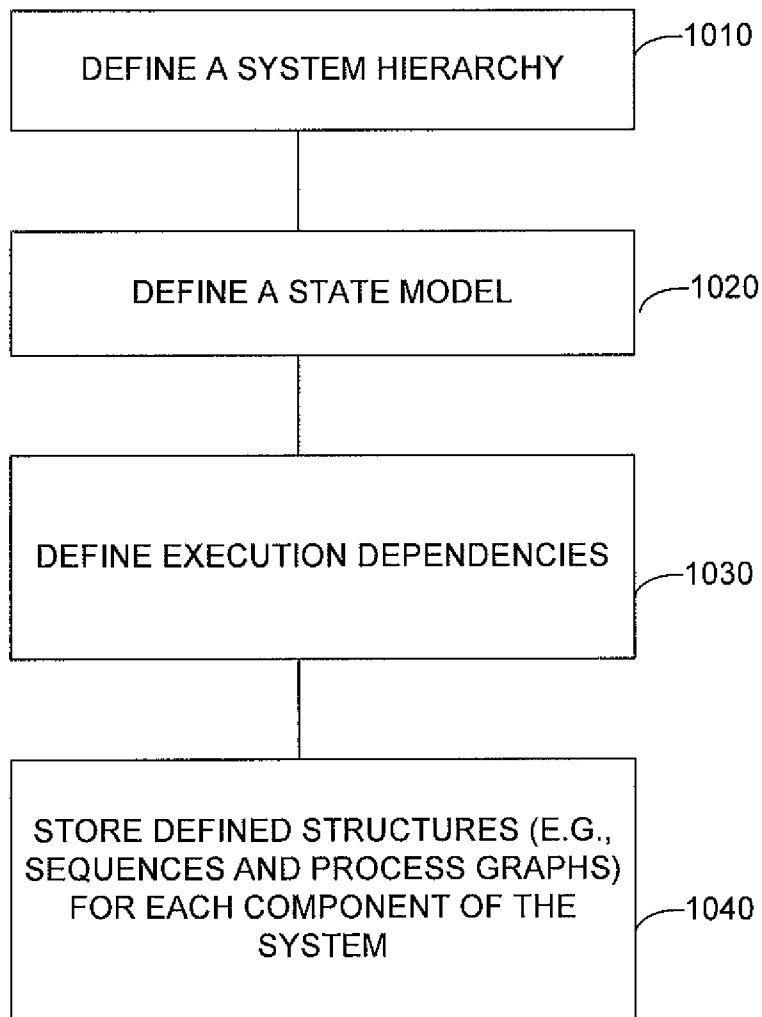 DEFINE A SYSTEM HIERARCHY
1010
DEFINE A STATE MODEL
1020
DEFINE EXECUTION DEPENDENCIES
1030
STORE DEFINED STRUCTURES (E.G.,
SEQUENCES AND PROCESS GRAPHS)
FOR EACH COMPONENT OF THE
SYSTEM
1040